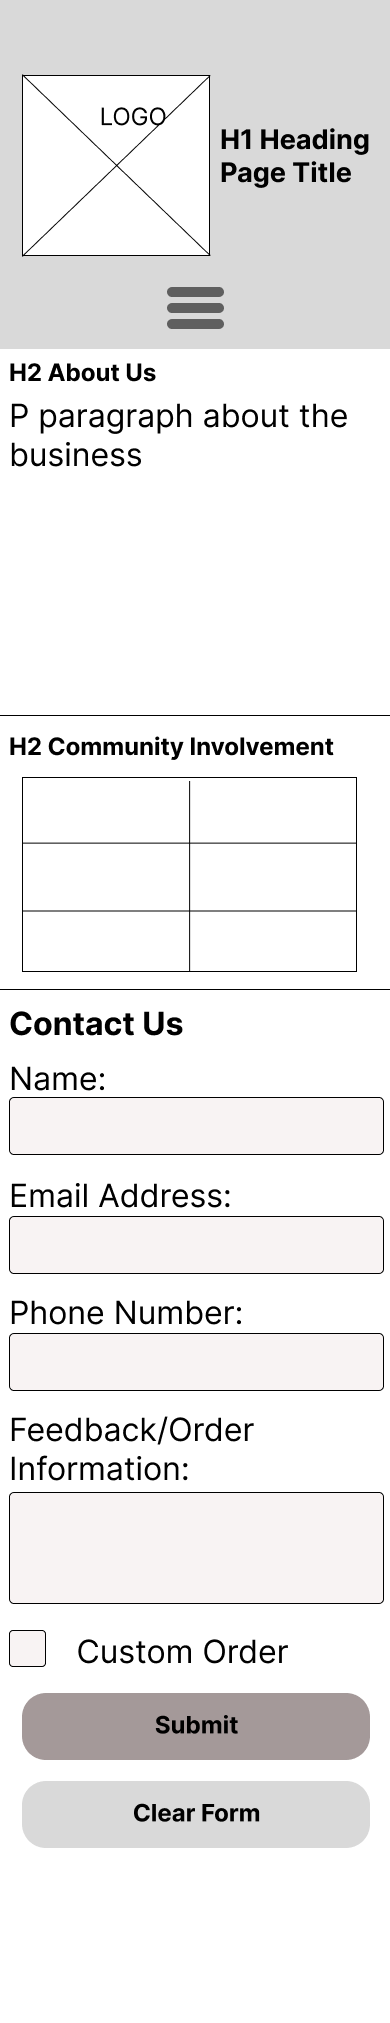 LOGO
H1 Heading
Page Title
H2 About Us
P paragraph about the
business
H2 Community Involvement
Contact Us
Name:
Email Address:
Phone Number:
Feedback/Order
Information:
Custom Order
Submit
Clear Form